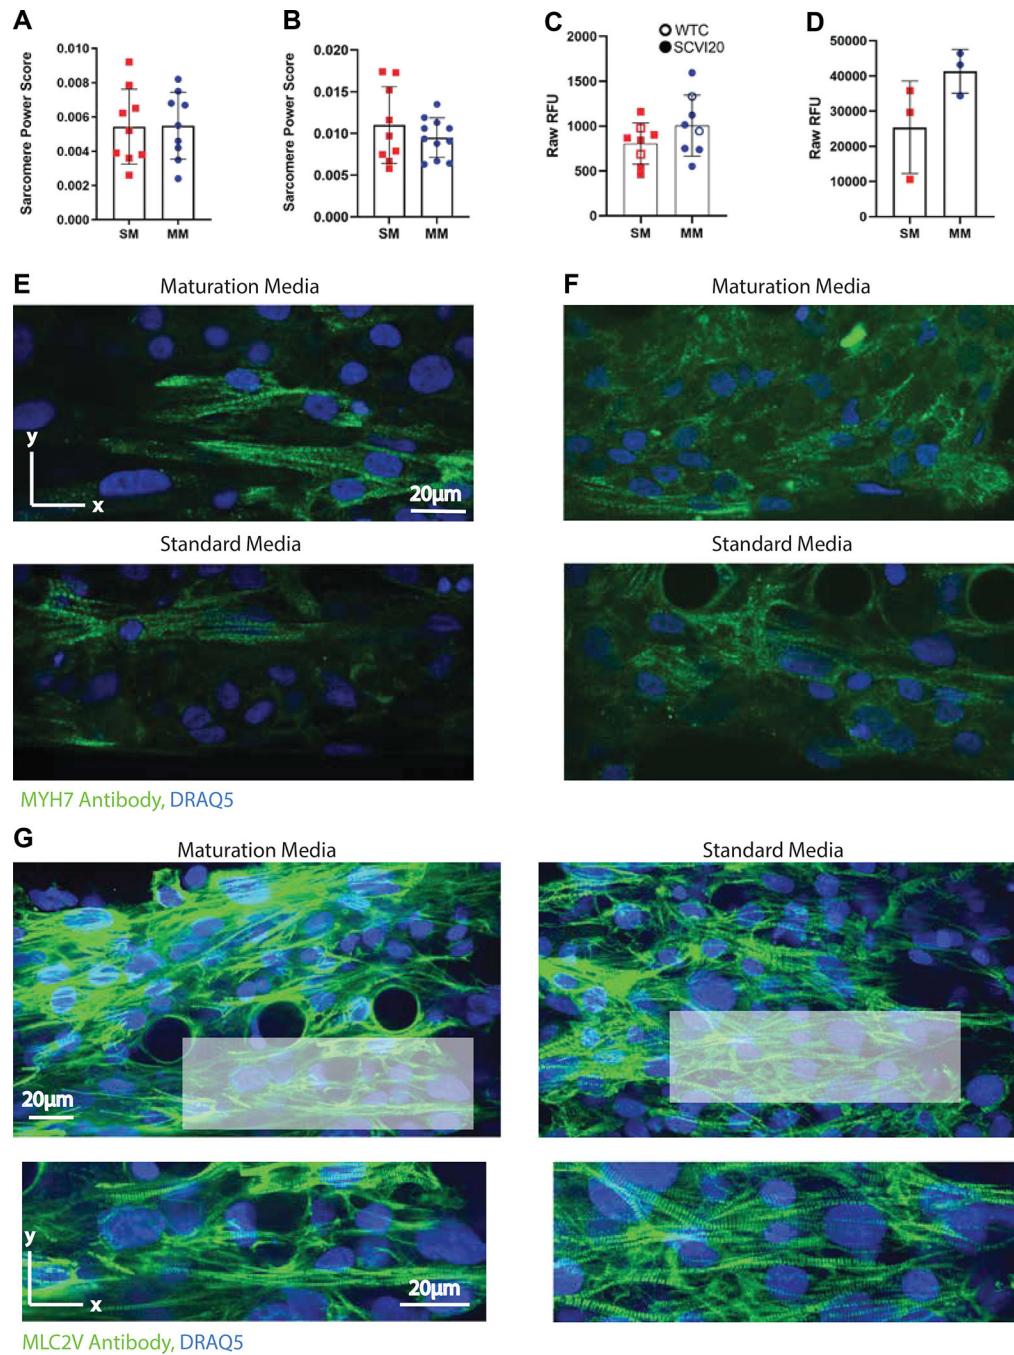 A
Sarcomere Power Score
0.010
0.008
0.006
0.004
0.002
0.000
SM
MM
B
Sarcomere Power Score
0.020
0.015
0.010
0.005
0.000
SM
MM
C
WTC
SCVI20
Raw RFU
2000
1500
1000
500
0
SM
MM
D
Raw RFU
50000
40000
30000
20000
10000
0
SM
MM
E
Maturation Media
y
x
20μm
Standard Media
MYH7 Antibody, DRAQ5
F
Maturation Media
Standard Media
G
Maturation Media
Standard Media
20μm
y
x
20μm
MLC2V Antibody, DRAQ5